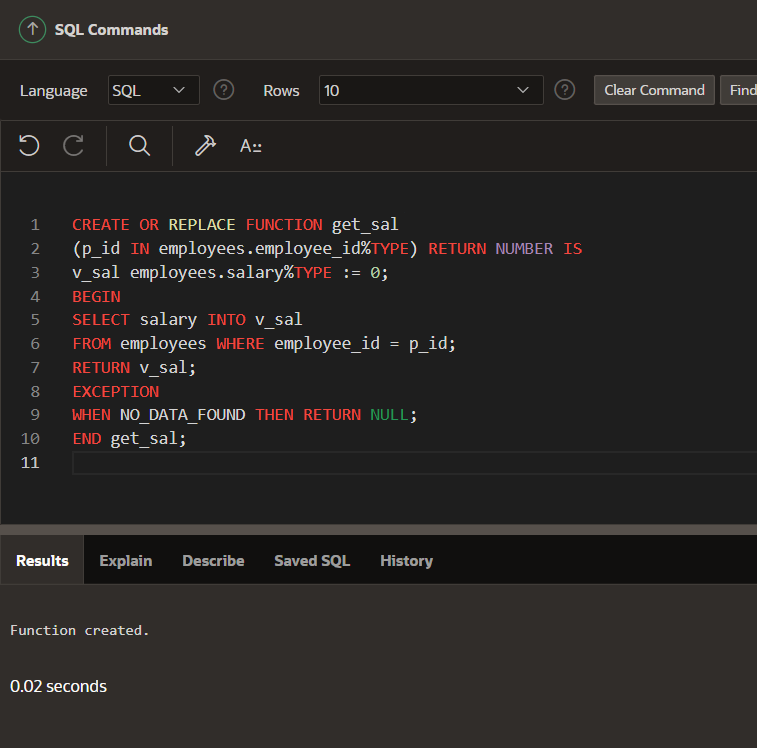 SQL Commands
Language SQL ? Rows 10 ? Clear Command Find
A::
1 CREATE OR REPLACE FUNCTION get_sal
2 (p_id IN employees.employee_id%TYPE) RETURN NUMBER IS
3 v_sal employees.salary%TYPE := 0;
4 BEGIN
5 SELECT salary INTO v_sal
6 FROM employees WHERE employee_id = p_id;
7 RETURN v_sal;
8 EXCEPTION
9 WHEN NO_DATA_FOUND THEN RETURN NULL;
10 END get_sal;
11
Results Explain Describe Saved SQL History
Function created.
0.02 seconds